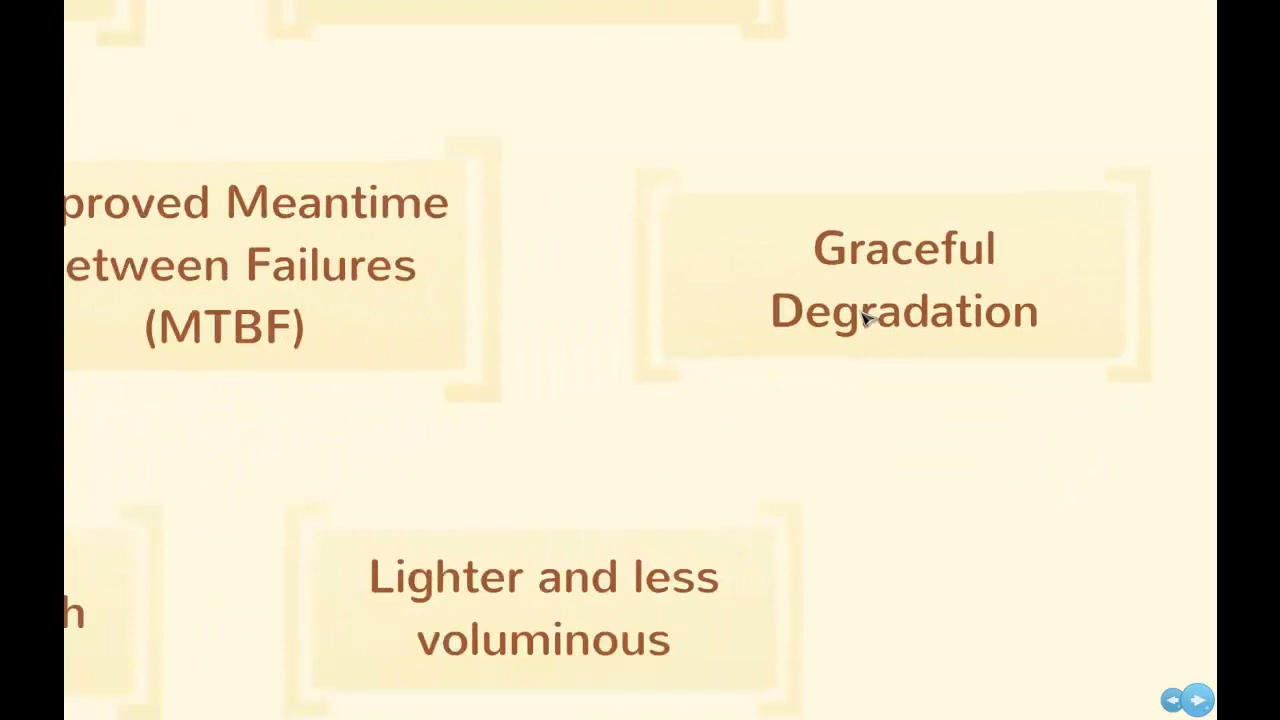 proved Meantime
etween Failures
(MTBF)
Graceful
Degradation
h
Lighter and less
voluminous